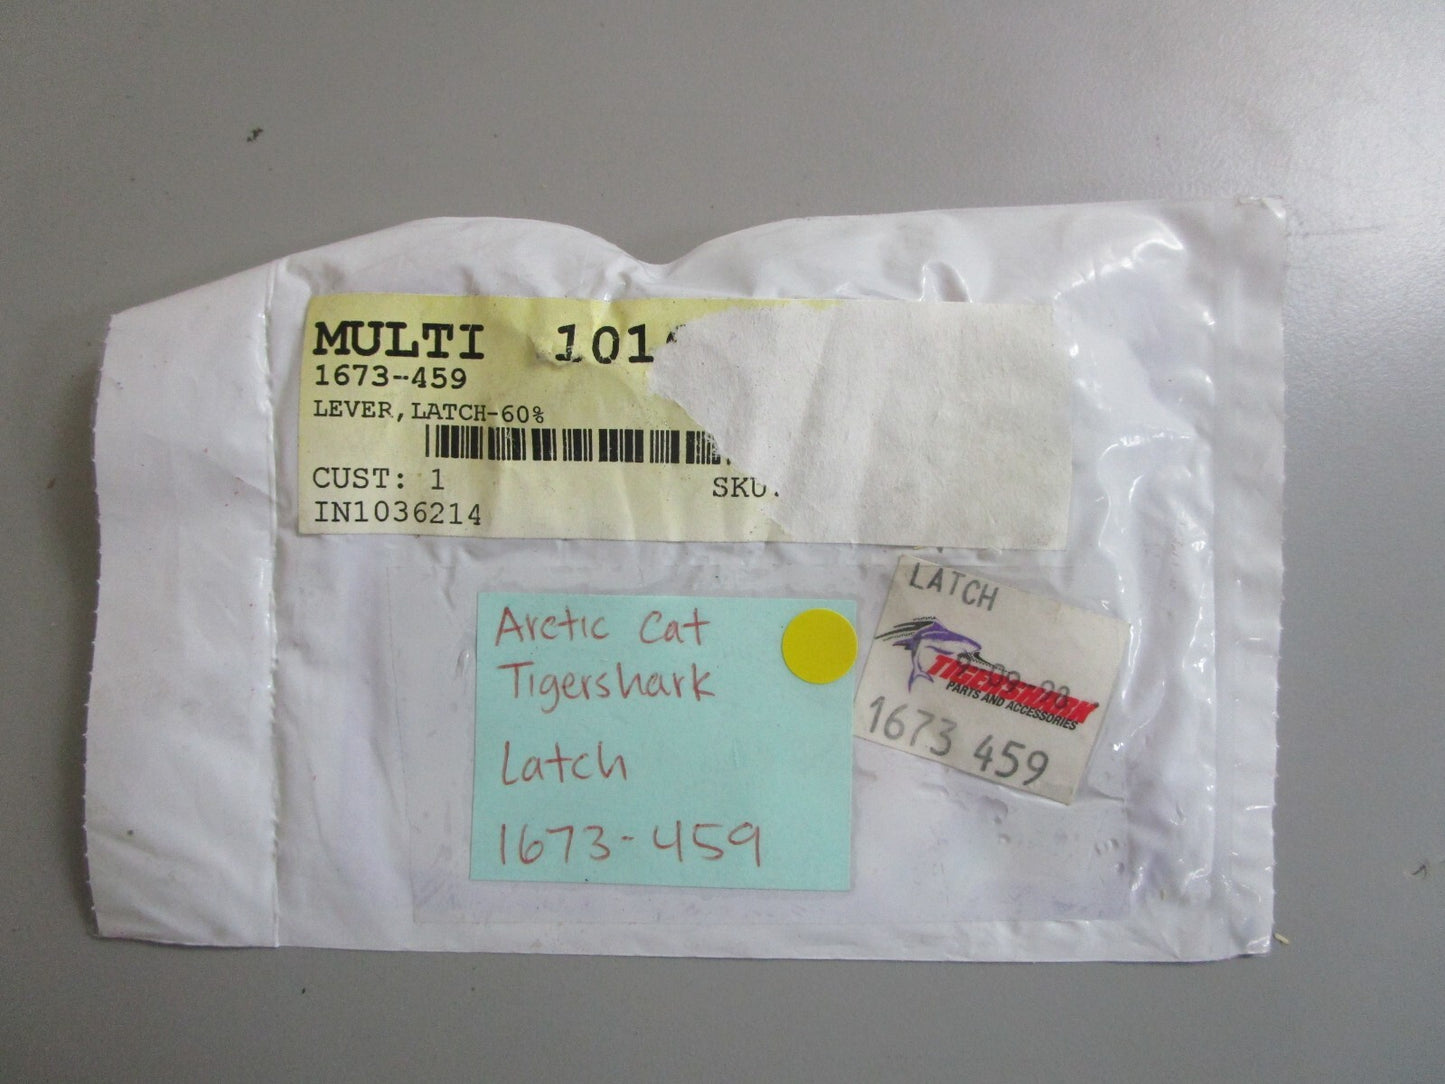 MULTI 101
1673-459
LEVER, LATCH-60%
CUST: 1 SKU:
IN1036214
Arctic Cat
Tigershark
Latch
1673-459
LATCH
TIGERSHARK
PARTS AND ACCESSORIES
1673 459